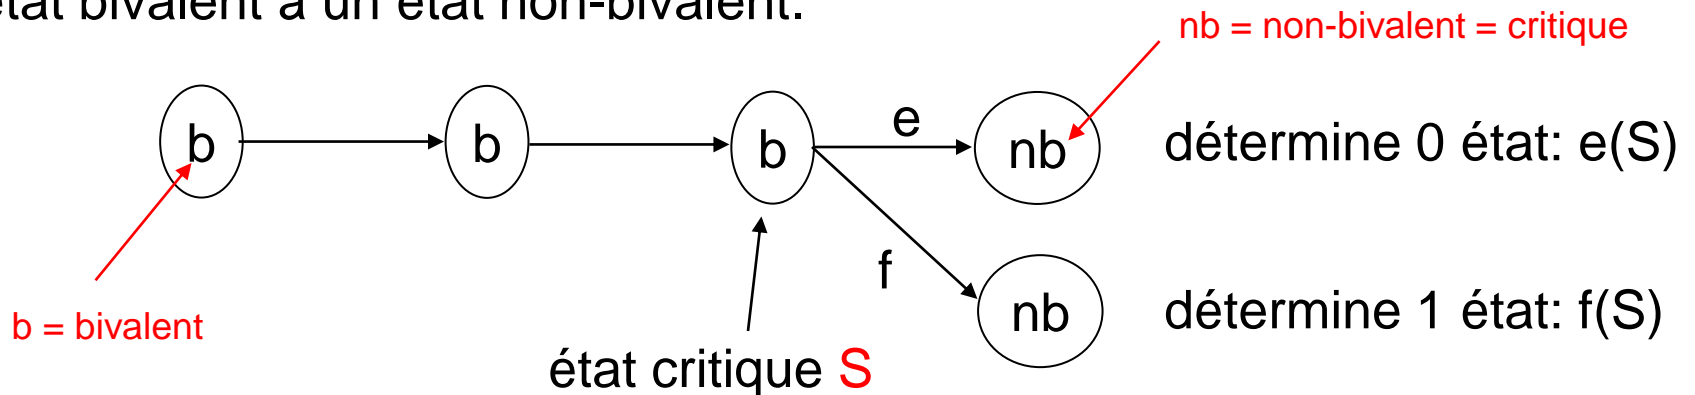 état bivalent à un état non-bivalent.
nb = non-bivalent = critique
b
b
b
e
nb
détermine 0 état: e(S)
f
nb
détermine 1 état: f(S)
b = bivalent
état critique S